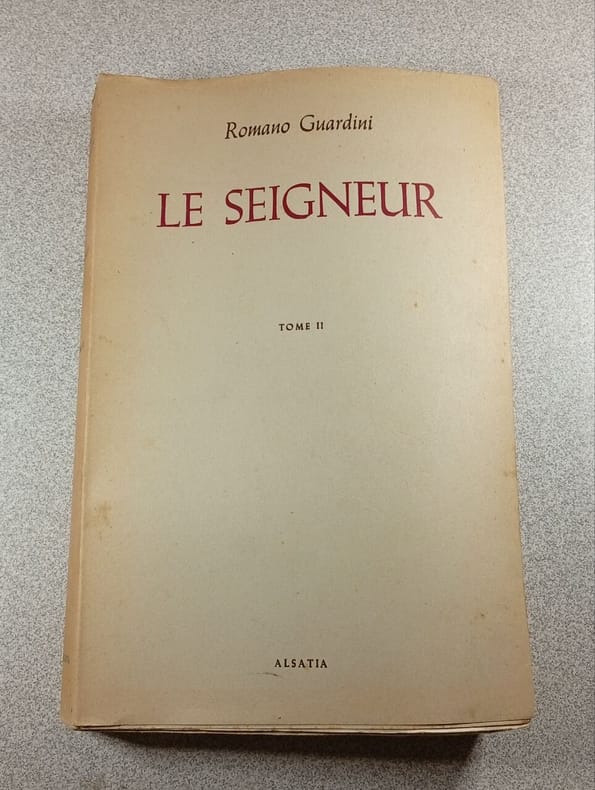 Romano Guardini
LE SEIGNEUR
TOME II
ALSATIA